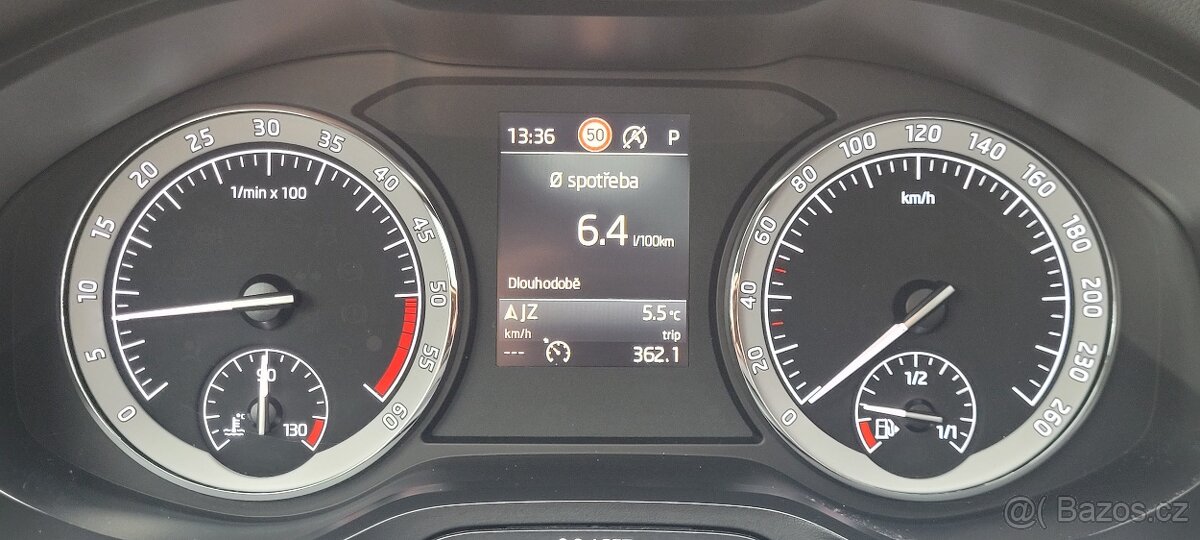 0 5 10 15 20 25 30 35 40 45 50 55 60
1/min x 100
90
°C
130
13:36 50 P
Ø spotřeba
6.4 l/100km
Dlouhodobě
JZ 5.5 °C
km/h trip
--- 362.1
0 20 40 60 80 100 120 140 160 180 200 230 260
km/h
1/2
1/1
@( Bazos.cz